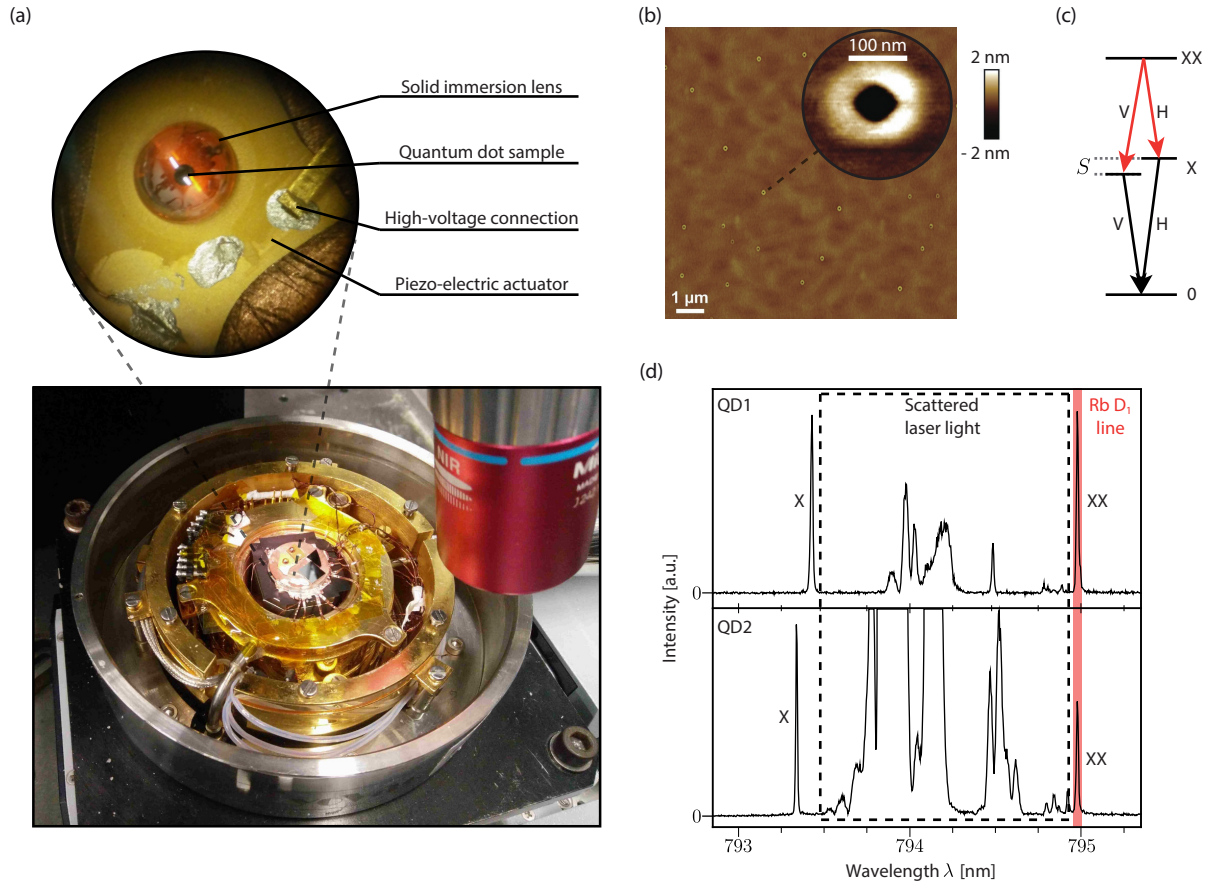 (a)
Solid immersion lens
Quantum dot sample
High-voltage connection
Piezo-electric actuator
NIR
(b)
100 nm
2 nm
- 2 nm
1 μm
(c)
XX
V H
S
X
V H
0
(d)
QD1
Scattered
laser light
Rb D₁
line
X
XX
0
QD2
X
XX
0
Intensity [a.u.]
793 794 795
Wavelength λ [nm]